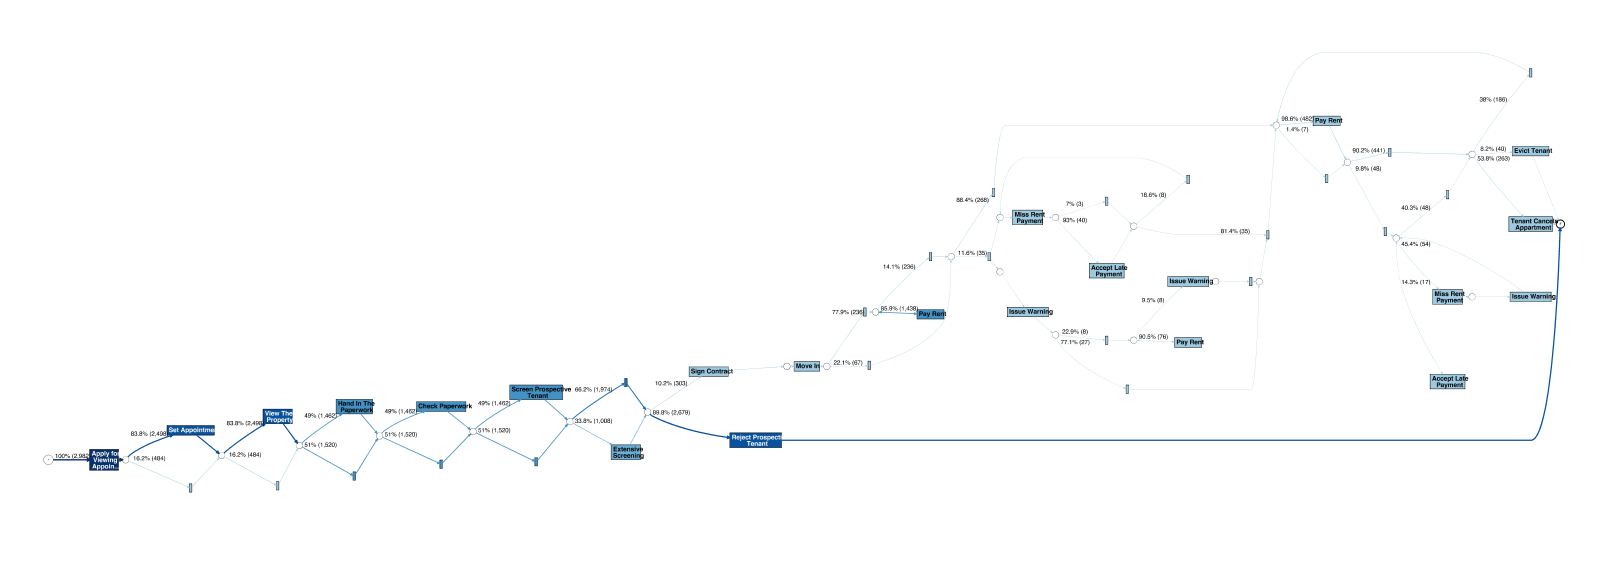 38% (186)
98.6% (482)
Pay Rent
1.4% (7)
90.2% (441)
8.2% (40)
Evict Tenant
53.8% (263)
9.8% (48)
18.6% (8)
88.4% (268)
7% (3)
40.3% (48)
Miss Rent
Payment
93% (40)
Tenant Cancels
Appartment
81.4% (35)
45.4% (54)
11.6% (35)
14.1% (236)
Accept Late
Payment
Issue Warning
14.3% (17)
9.5% (8)
Miss Rent
Payment
Issue Warning
77.9% (236)
85.9% (1,439)
Pay Rent
Issue Warning
22.9% (8)
77.1% (27)
90.5% (76)
Pay Rent
22.1% (67)
Move In
Sign Contract
10.2% (303)
Accept Late
Payment
66.2% (1,974)
Screen Prospective
Tenant
49% (1,462)
Check Paperwork
49% (1,462)
Hand In The
Paperwork
49% (1,462)
View The
Property
83.8% (2,498)
Set Appointme
83.8% (2,498)
89.8% (2,679)
33.8% (1,008)
51% (1,520)
51% (1,520)
51% (1,520)
Reject Prospecti
Tenant
Extensive
Screening
100% (2,982)
Apply for
Viewing
Appoin..
16.2% (484)
16.2% (484)